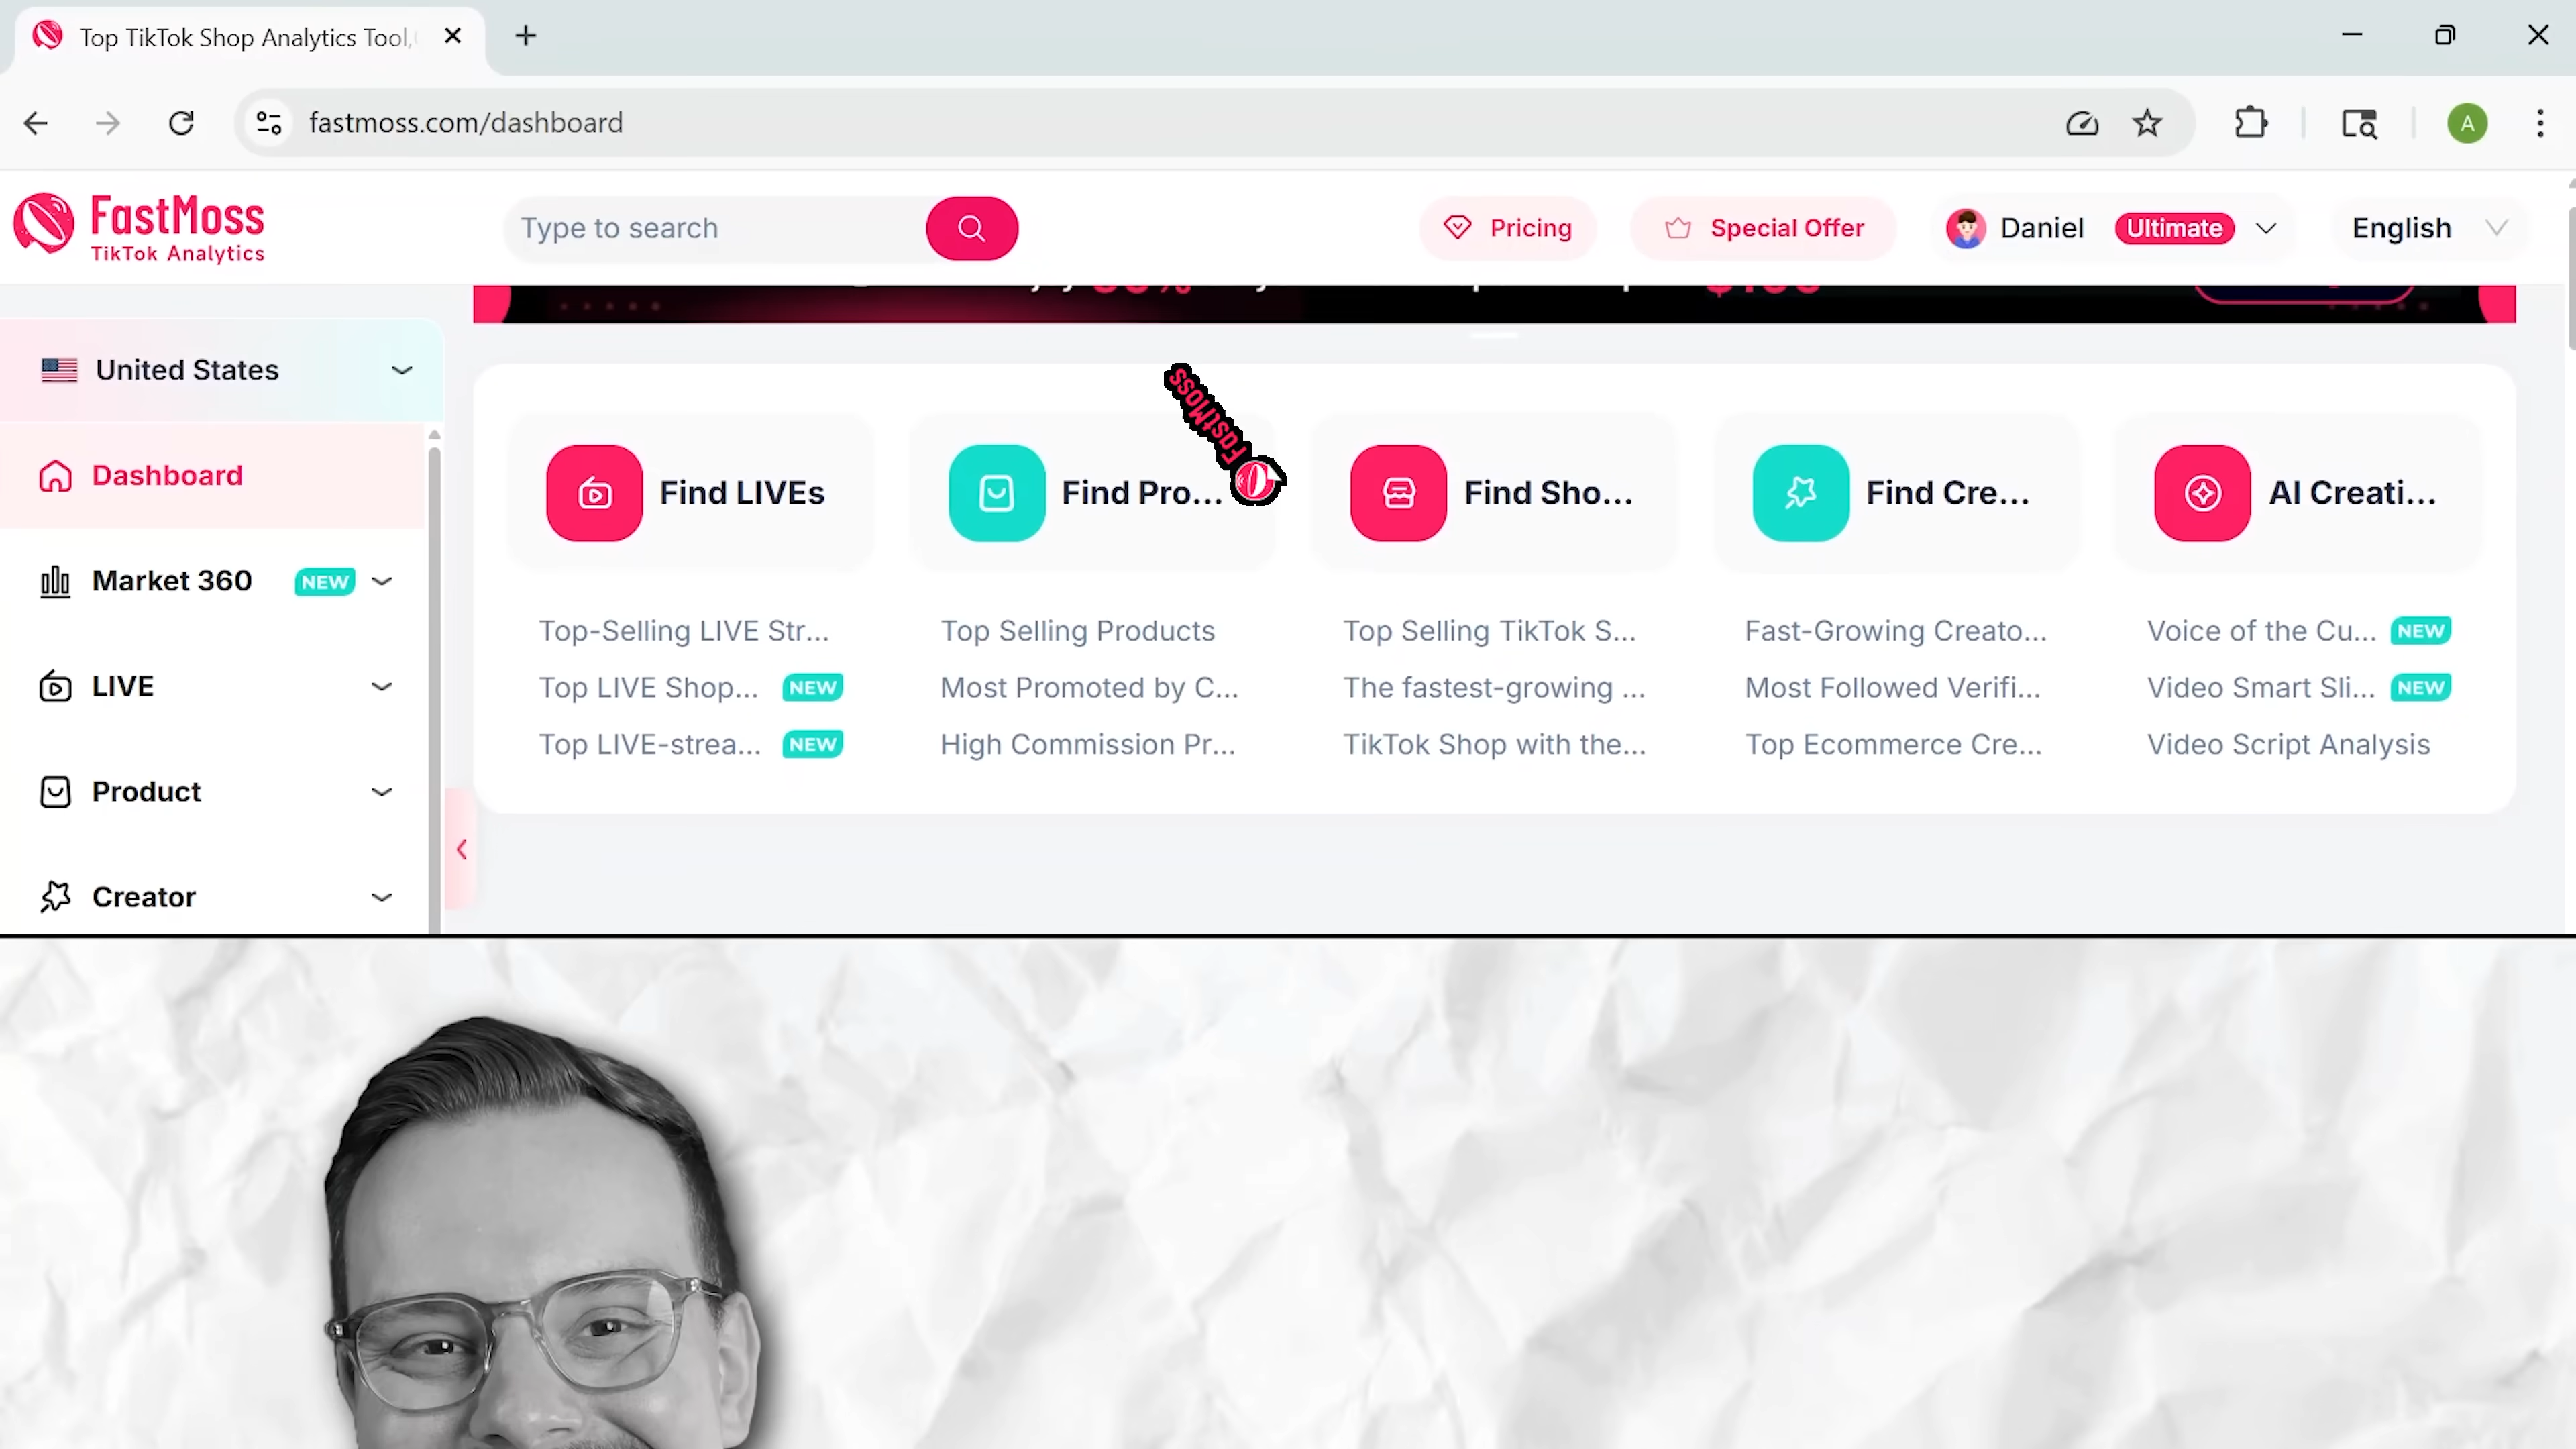 Top TikTok Shop Analytics Tool,
fastmoss.com/dashboard
A
FastMoss
TikTok Analytics
Type to search
Pricing
Special Offer
Daniel
Ultimate
English
United States
Dashboard
Market 360
NEW
LIVE
Product
Creator
FastMoss
Find LIVEs
Top-Selling LIVE Str...
Top LIVE Shop... NEW
Top LIVE-strea... NEW
Find Pro...
Top Selling Products
Most Promoted by C...
High Commission Pr...
Find Sho...
Top Selling TikTok S...
The fastest-growing ...
TikTok Shop with the...
Find Cre...
Fast-Growing Creato...
Most Followed Verifi...
Top Ecommerce Cre...
AI Creati...
Voice of the Cu... NEW
Video Smart Sli... NEW
Video Script Analysis